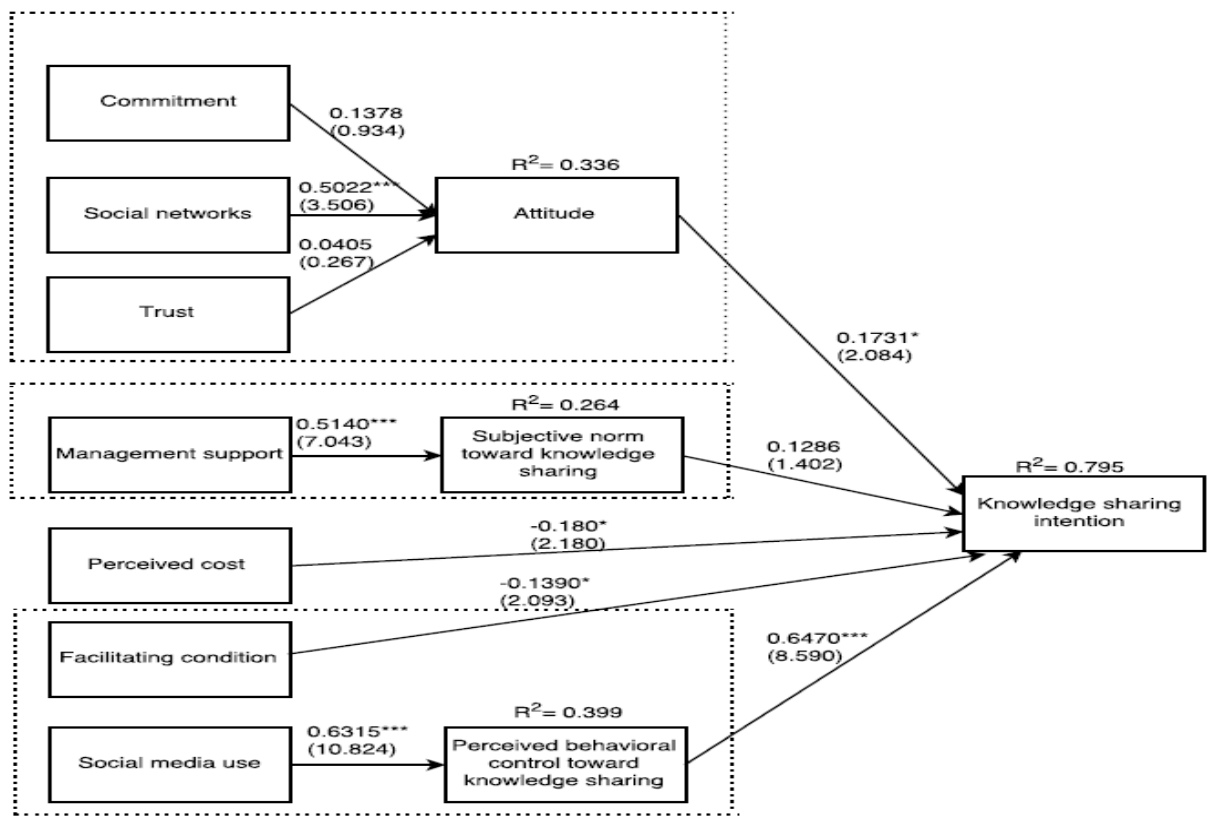 Commitment
0.1378
(0.934)
R²= 0.336
Social networks
0.5022***
(3.506)
Attitude
0.0405
(0.267)
Trust
0.1731*
(2.084)
R²= 0.264
Management support
0.5140***
(7.043)
Subjective norm
toward knowledge
sharing
0.1286
(1.402)
R²= 0.795
Knowledge sharing
intention
Perceived cost
-0.180*
(2.180)
-0.1390*
(2.093)
Facilitating condition
0.6470***
(8.590)
R²= 0.399
Social media use
0.6315***
(10.824)
Perceived behavioral
control toward
knowledge sharing